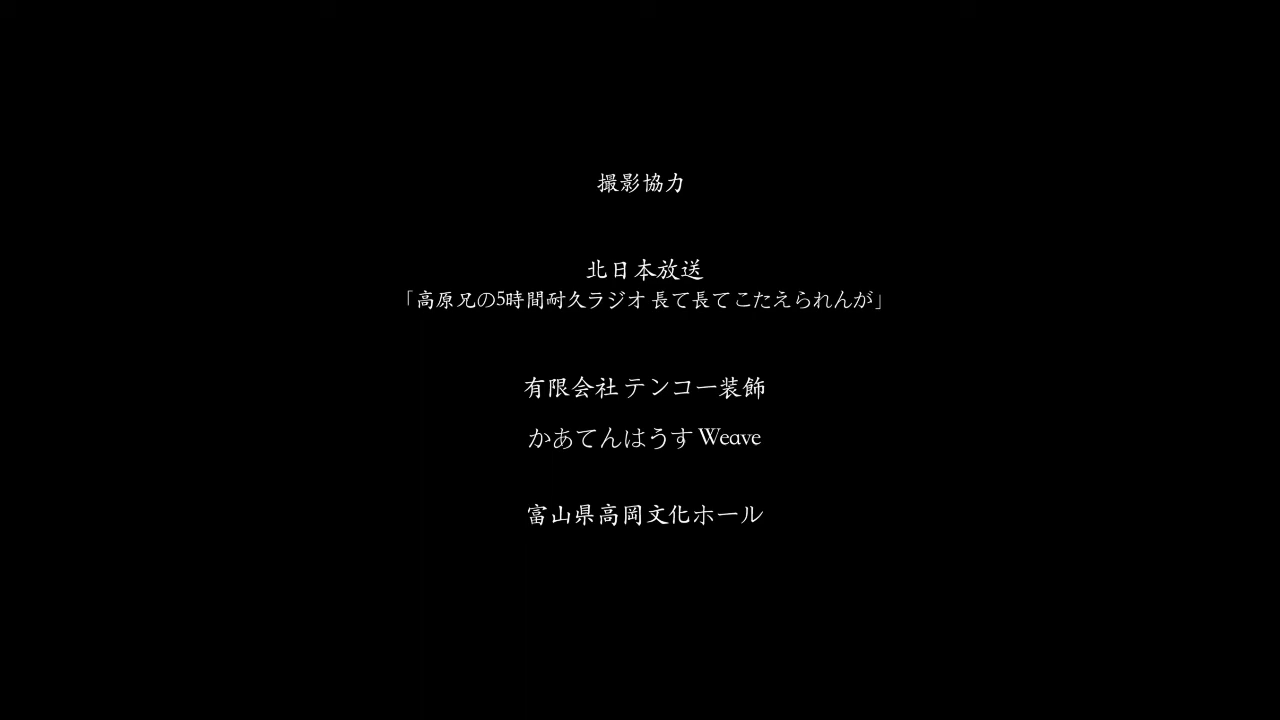 撮影協力
北日本放送
「高原兄の5時間耐久ラジオ 長て長てこたえられんが」
有限会社 テンコー装飾
かあてんはうす Weave
富山県高岡文化ホール